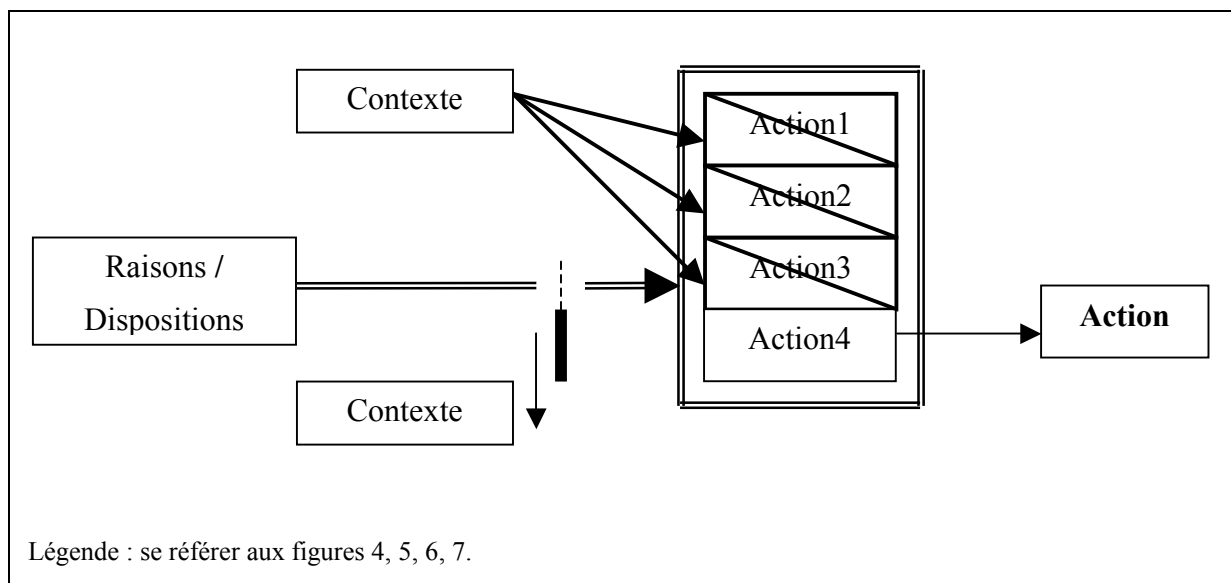 Contexte
Action1
Action2
Action3
Action4
Raisons /
Dispositions
Contexte
Action
Légende : se référer aux figures 4, 5, 6, 7.